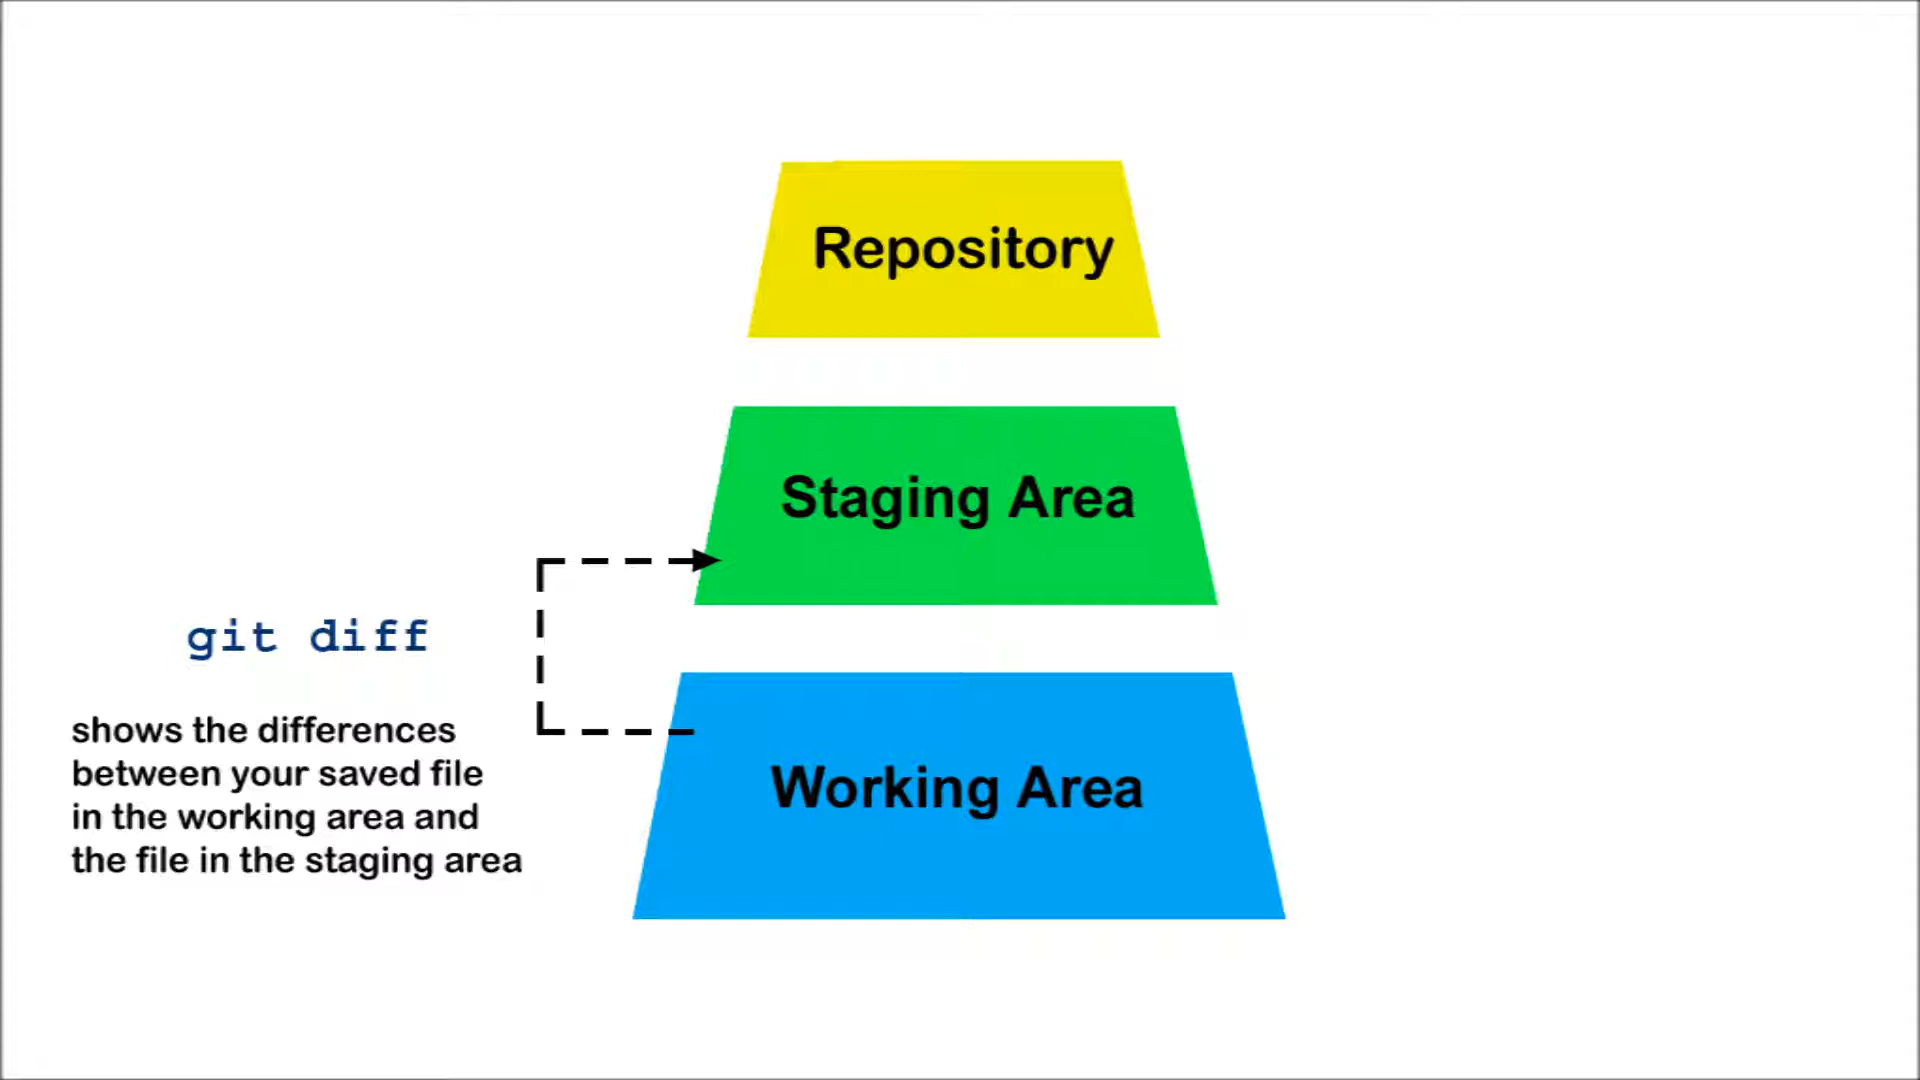 Repository
Staging Area
git diff
shows the differences
between your saved file
in the working area and
the file in the staging area
Working Area